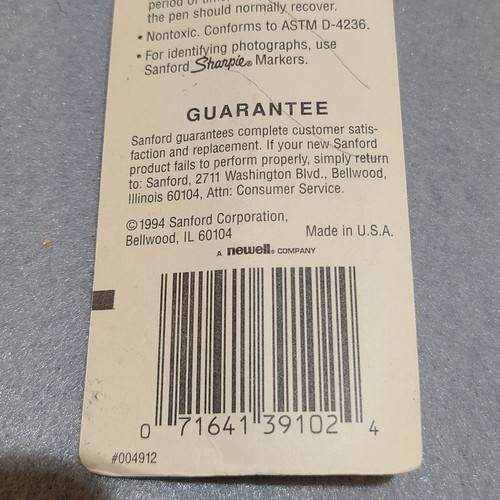 period of time
the pen should normally recover.
• Nontoxic. Conforms to ASTM D-4236.
• For identifying photographs, use
Sanford Sharpie® Markers.
GUARANTEE
Sanford guarantees complete customer satis-
faction and replacement. If your new Sanford
product fails to perform properly, simply return
to: Sanford, 2711 Washington Blvd., Bellwood,
Illinois 60104, Attn: Consumer Service.
©1994 Sanford Corporation,
Bellwood, IL 60104 Made in U.S.A.
A newell® COMPANY
0 71641 39102 4
#004912